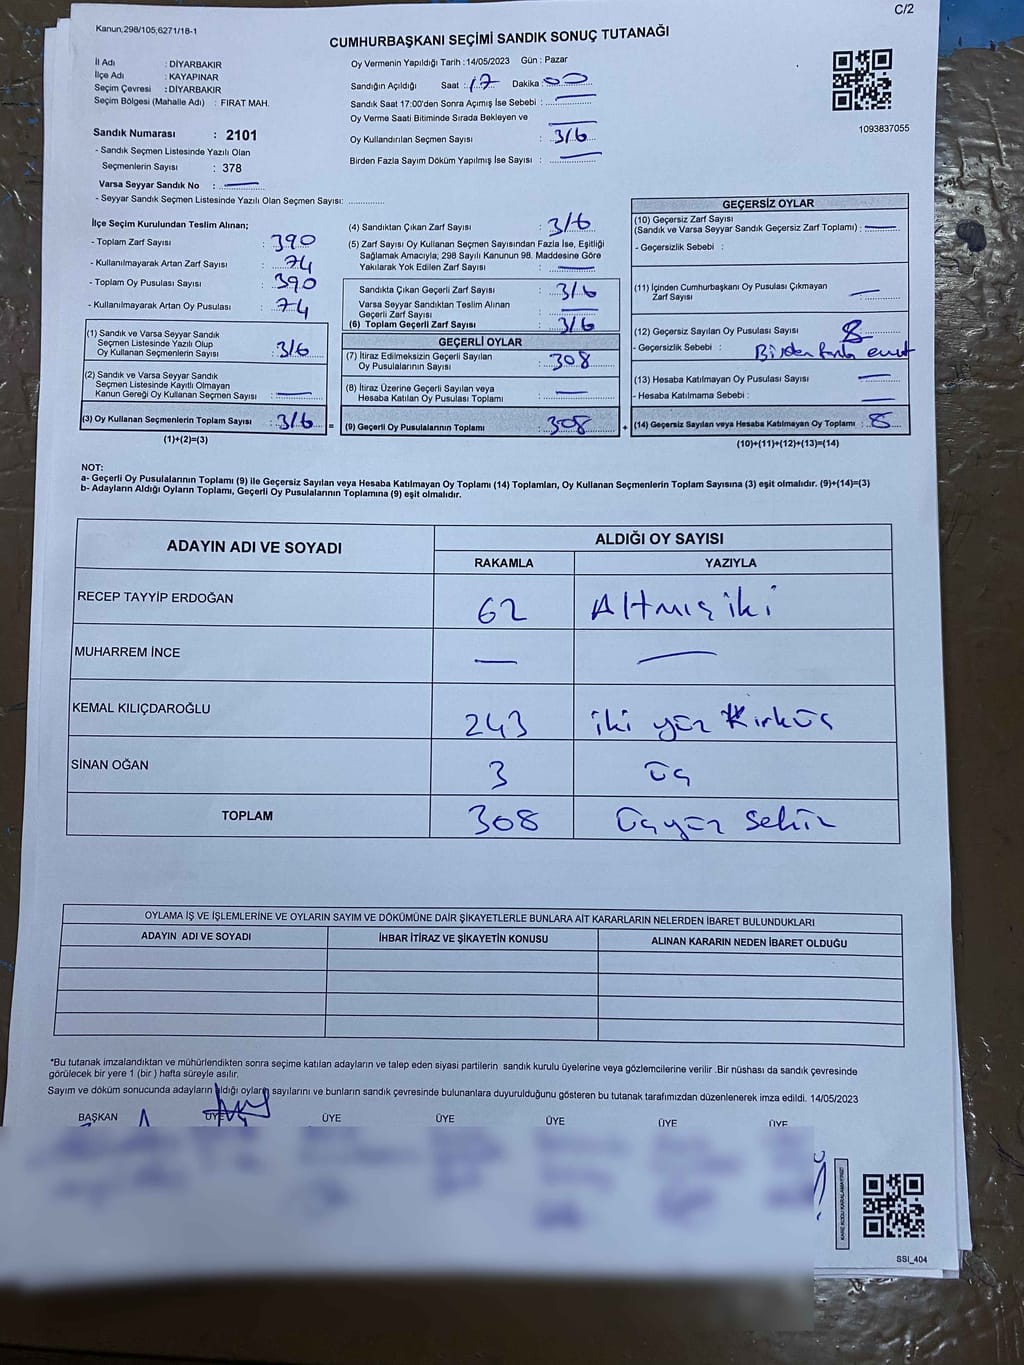 C/2
Kanun,298/105,6271/18-1
CUMHURBAŞKANI SEÇİMİ SANDIK SONUÇ TUTANAĞI
İl Adı : DİYARBAKIR
İlçe Adı : KAYAPINAR
Seçim Çevresi : DİYARBAKIR
Seçim Bölgesi (Mahalle Adı) : FIRAT MAH.
Sandık Numarası : 2101
- Sandık Seçmen Listesinde Yazılı Olan
Seçmenlerin Sayısı : 378
Varsa Seyyar Sandık No : —
- Seyyar Sandık Seçmen Listesinde Yazılı Olan Seçmen Sayısı: ..............
Oy Vermenin Yapıldığı Tarih : 14/05/2023 Gün : Pazar
Sandığın Açıldığı Saat : 17 Dakika : 00
Sandık Saat 17:00'den Sonra Açımış İse Sebebi : —
Oy Verme Saati Bitiminde Sırada Bekleyen ve —
Oy Kullandırılan Seçmen Sayısı : 316
Birden Fazla Sayım Döküm Yapılmış İse Sayısı : —
1093837055
İlçe Seçim Kurulundan Teslim Alınan;
- Toplam Zarf Sayısı : 390
- Kullanılmayarak Artan Zarf Sayısı : 74
- Toplam Oy Pusulası Sayısı : 390
- Kullanılmayarak Artan Oy Pusulası : 74
(1) Sandık ve Varsa Seyyar Sandık
Seçmen Listesinde Yazılı Olup
Oy Kullanan Seçmenlerin Sayısı : 316
(2) Sandık ve Varsa Seyyar Sandık
Seçmen Listesinde Kayıtlı Olmayan
Kanun Gereği Oy Kullanan Seçmen Sayısı : —
(3) Oy Kullanan Seçmenlerin Toplam Sayısı : 316 =
(1)+(2)=(3)
(4) Sandıktan Çıkan Zarf Sayısı : 316
(5) Zarf Sayısı Oy Kullanan Seçmen Sayısından Fazla İse, Eşitliği
Sağlamak Amacıyla; 298 Sayılı Kanunun 98. Maddesine Göre
Yakılarak Yok Edilen Zarf Sayısı : —
Sandıkta Çıkan Geçerli Zarf Sayısı : 316
Varsa Seyyar Sandıktan Teslim Alınan
Geçerli Zarf Sayısı : —
(6) Toplam Geçerli Zarf Sayısı : 316
GEÇERLİ OYLAR
(7) İtiraz Edilmeksizin Geçerli Sayılan
Oy Pusulalarının Sayısı : 308
(8) İtiraz Üzerine Geçerli Sayılan veya
Hesaba Katılan Oy Pusulası Toplamı : —
(9) Geçerli Oy Pusulalarının Toplamı : 308 +
GEÇERSİZ OYLAR
(10) Geçersiz Zarf Sayısı
(Sandık ve Varsa Seyyar Sandık Geçersiz Zarf Toplamı) : —
- Geçersizlik Sebebi :
(11) İçinden Cumhurbaşkanı Oy Pusulası Çıkmayan
Zarf Sayısı : —
(12) Geçersiz Sayılan Oy Pusulası Sayısı : 8
- Geçersizlik Sebebi : Birden fazla evet
(13) Hesaba Katılmayan Oy Pusulası Sayısı : —
- Hesaba Katılmama Sebebi : —
(14) Geçersiz Sayılan veya Hesaba Katılmayan Oy Toplamı : 8
(10)+(11)+(12)+(13)=(14)
NOT:
a- Geçerli Oy Pusulalarının Toplamı (9) ile Geçersiz Sayılan veya Hesaba Katılmayan Oy Toplamı (14) Toplamları, Oy Kullanan Seçmenlerin Toplam Sayısına (3) eşit olmalıdır. (9)+(14)=(3)
b- Adayların Aldığı Oyların Toplamı, Geçerli Oy Pusulalarının Toplamına (9) eşit olmalıdır.
ADAYIN ADI VE SOYADI ALDIĞI OY SAYISI
RAKAMLA YAZIYLA
RECEP TAYYİP ERDOĞAN 62 Altmış iki
MUHARREM İNCE — —
KEMAL KILIÇDAROĞLU 243 iki yüz Kırküç
SİNAN OĞAN 3 üç
TOPLAM 308 Üçyüz Sekiz
OYLAMA İŞ VE İŞLEMLERİNE VE OYLARIN SAYIM VE DÖKÜMÜNE DAİR ŞİKAYETLERLE BUNLARA AİT KARARLARIN NELERDEN İBARET BULUNDUKLARI
ADAYIN ADI VE SOYADI İHBAR İTİRAZ VE ŞİKAYETİN KONUSU ALINAN KARARIN NEDEN İBARET OLDUĞU
*Bu tutanak imzalandıktan ve mühürlendikten sonra seçime katılan adayların ve talep eden siyasi partilerin sandık kurulu üyelerine veya gözlemcilerine verilir .Bir nüshası da sandık çevresinde
görülecek bir yere 1 (bir ) hafta süreyle asılır.
Sayım ve döküm sonucunda adayların aldığı oyların sayılarını ve bunların sandık çevresinde bulunanlara duyurulduğunu gösteren bu tutanak tarafımızdan düzenlenerek imza edildi. 14/05/2023
BAŞKAN ÜYE ÜYE ÜYE ÜYE ÜYE ÜYE
KARE KODU KARALAMAYINIZ!
SSI_404